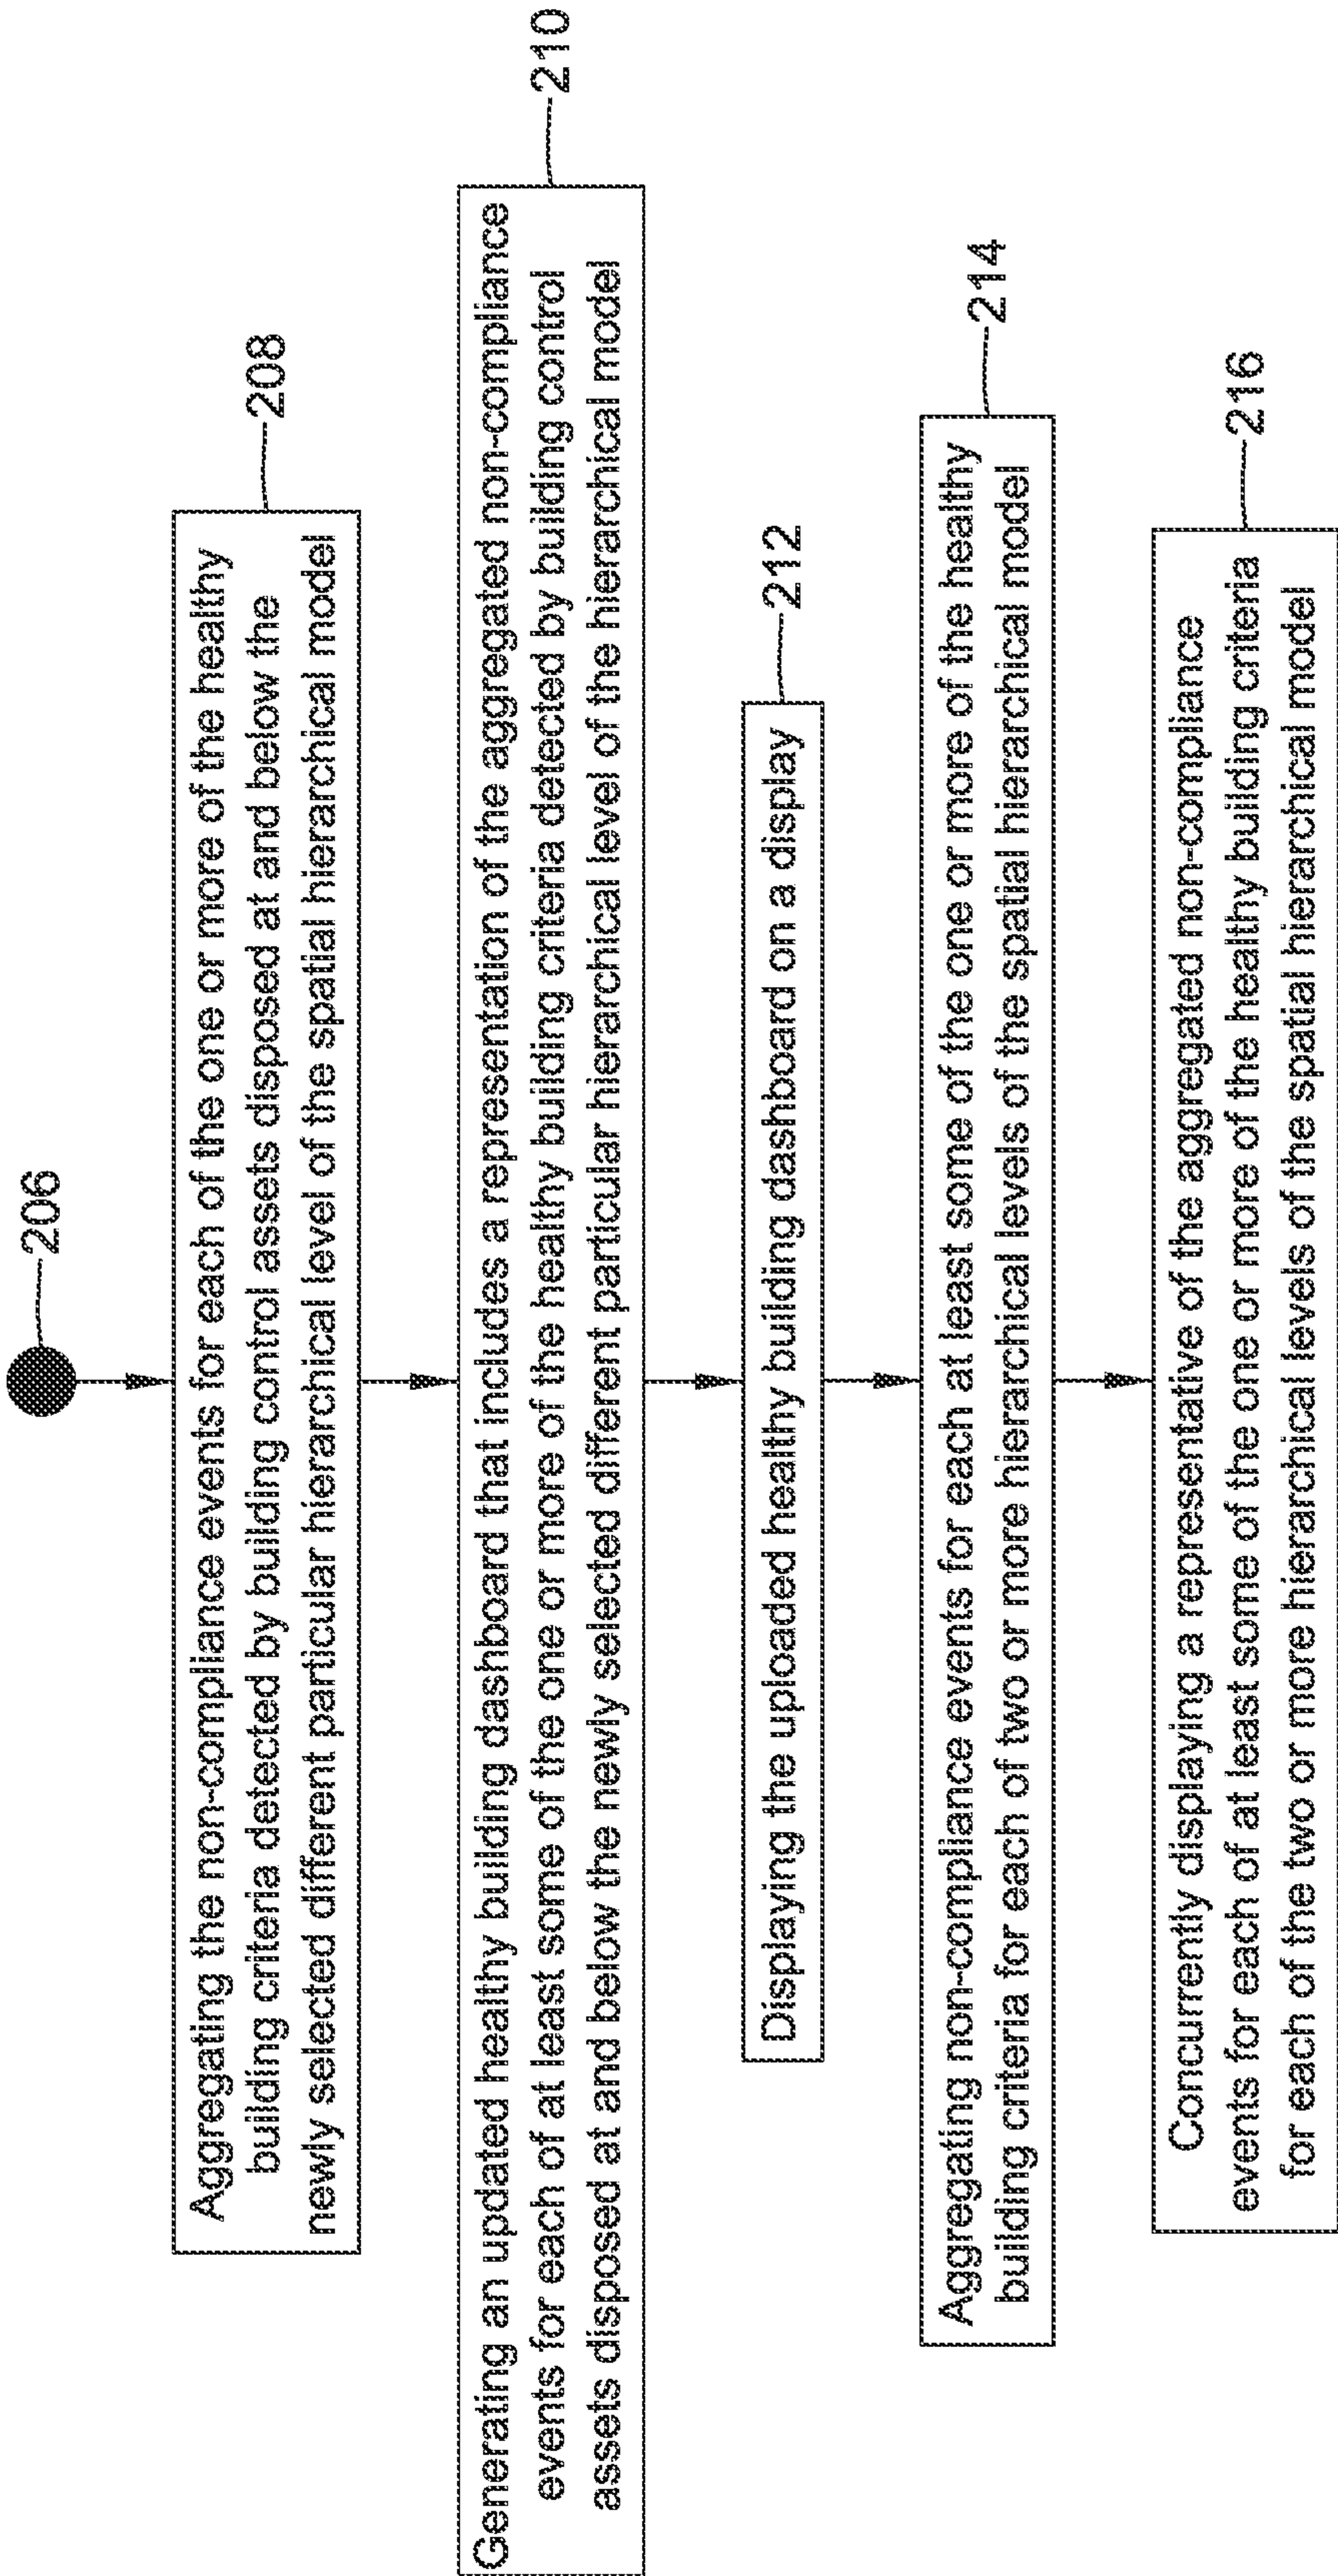 206
Aggregating the non-compliance events for each of the one or more of the healthy
building criteria detected by building control assets disposed at and below the
newly selected different particular hierarchical level of the spatial hierarchical model
208
Generating an updated healthy building dashboard that includes a representation of the aggregated non-compliance
events for each of at least some of the one or more of the healthy building criteria detected by building control
assets disposed at and below the newly selected different particular hierarchical level of the hierarchical model
210
Displaying the uploaded healthy building dashboard on a display
212
Aggregating non-compliance events for each at least some of the one or more of the healthy
building criteria for each of two or more hierarchical levels of the spatial hierarchical model
214
Concurrently displaying a representative of the aggregated non-compliance
events for each of at least some of the one or more of the healthy building criteria
for each of the two or more hierarchical levels of the spatial hierarchical model
216